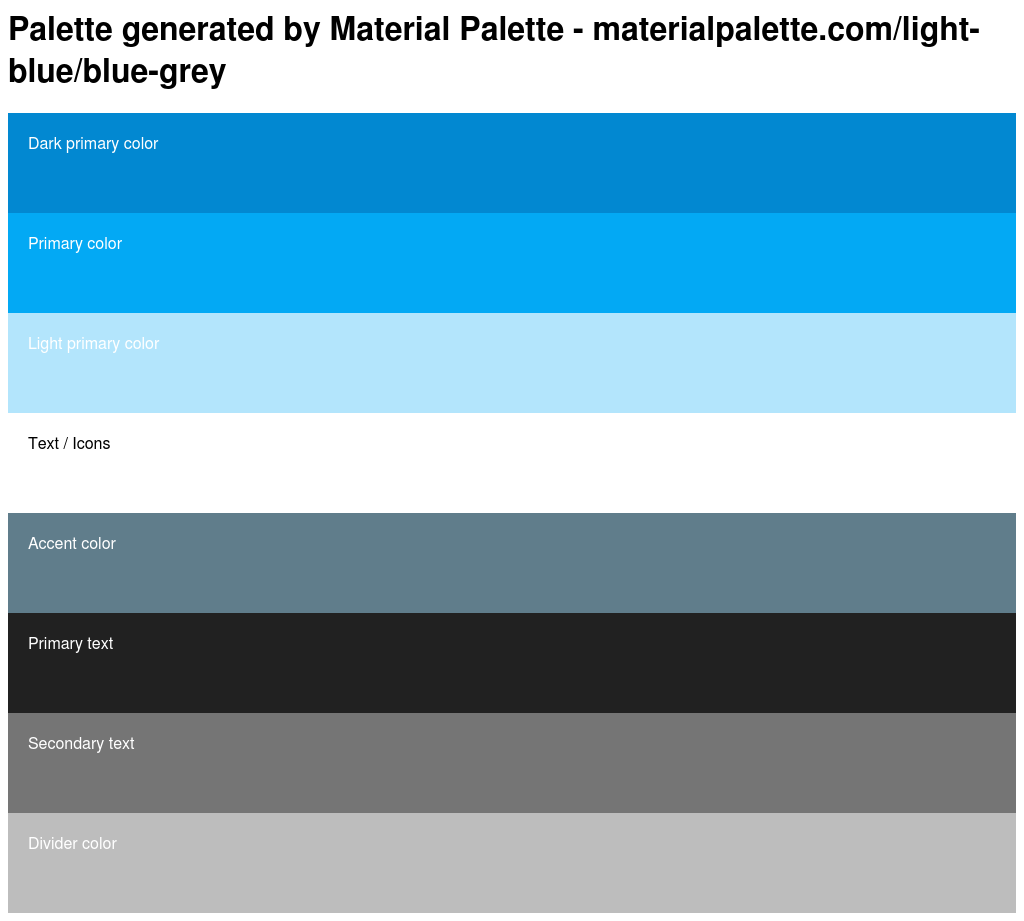 Palette generated by Material Palette - materialpalette.com/light-
blue/blue-grey
Dark primary color
Primary color
Light primary color
Text / Icons
Accent color
Primary text
Secondary text
Divider color